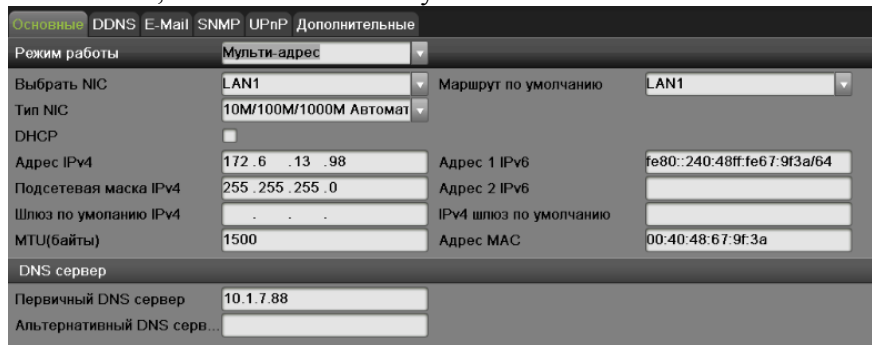 Основные DDNS E-Mail SNMP UPnP Дополнительные
Режим работы Мульти-адрес
Выбрать NIC LAN1 Маршрут по умолчанию LAN1
Тип NIC 10M/100M/1000M Автомат
DHCP
Адрес IPv4 172 .6 .13 .98 Адрес 1 IPv6 fe80::240:48ff:fe67:9f3a/64
Подсетевая маска IPv4 255 .255 .255 .0 Адрес 2 IPv6
Шлюз по умоланию IPv4 . . . IPv4 шлюз по умолчанию
MTU(байты) 1500 Адрес MAC 00:40:48:67:9f:3a
DNS сервер
Первичный DNS сервер 10.1.7.88
Альтернативный DNS серв...